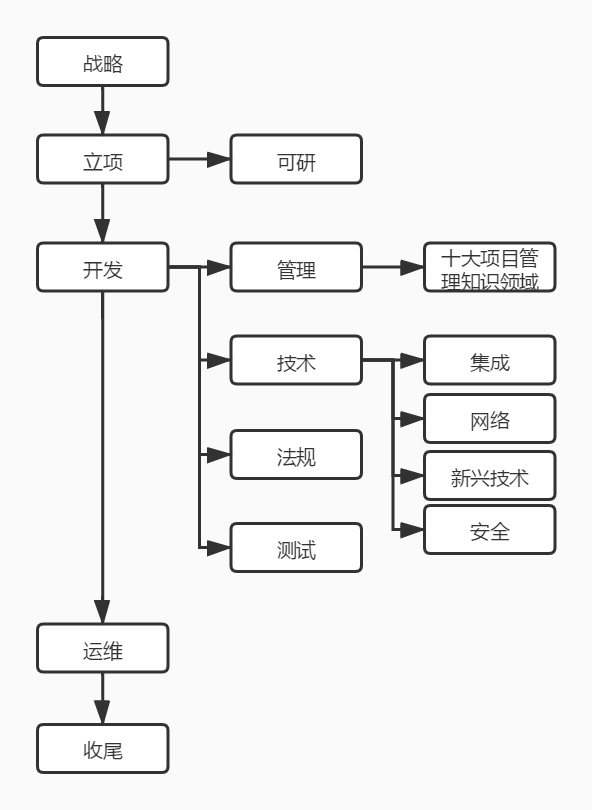 战略
立项
可研
开发
管理
十大项目管
理知识领域
技术
集成
网络
法规
新兴技术
安全
测试
运维
收尾